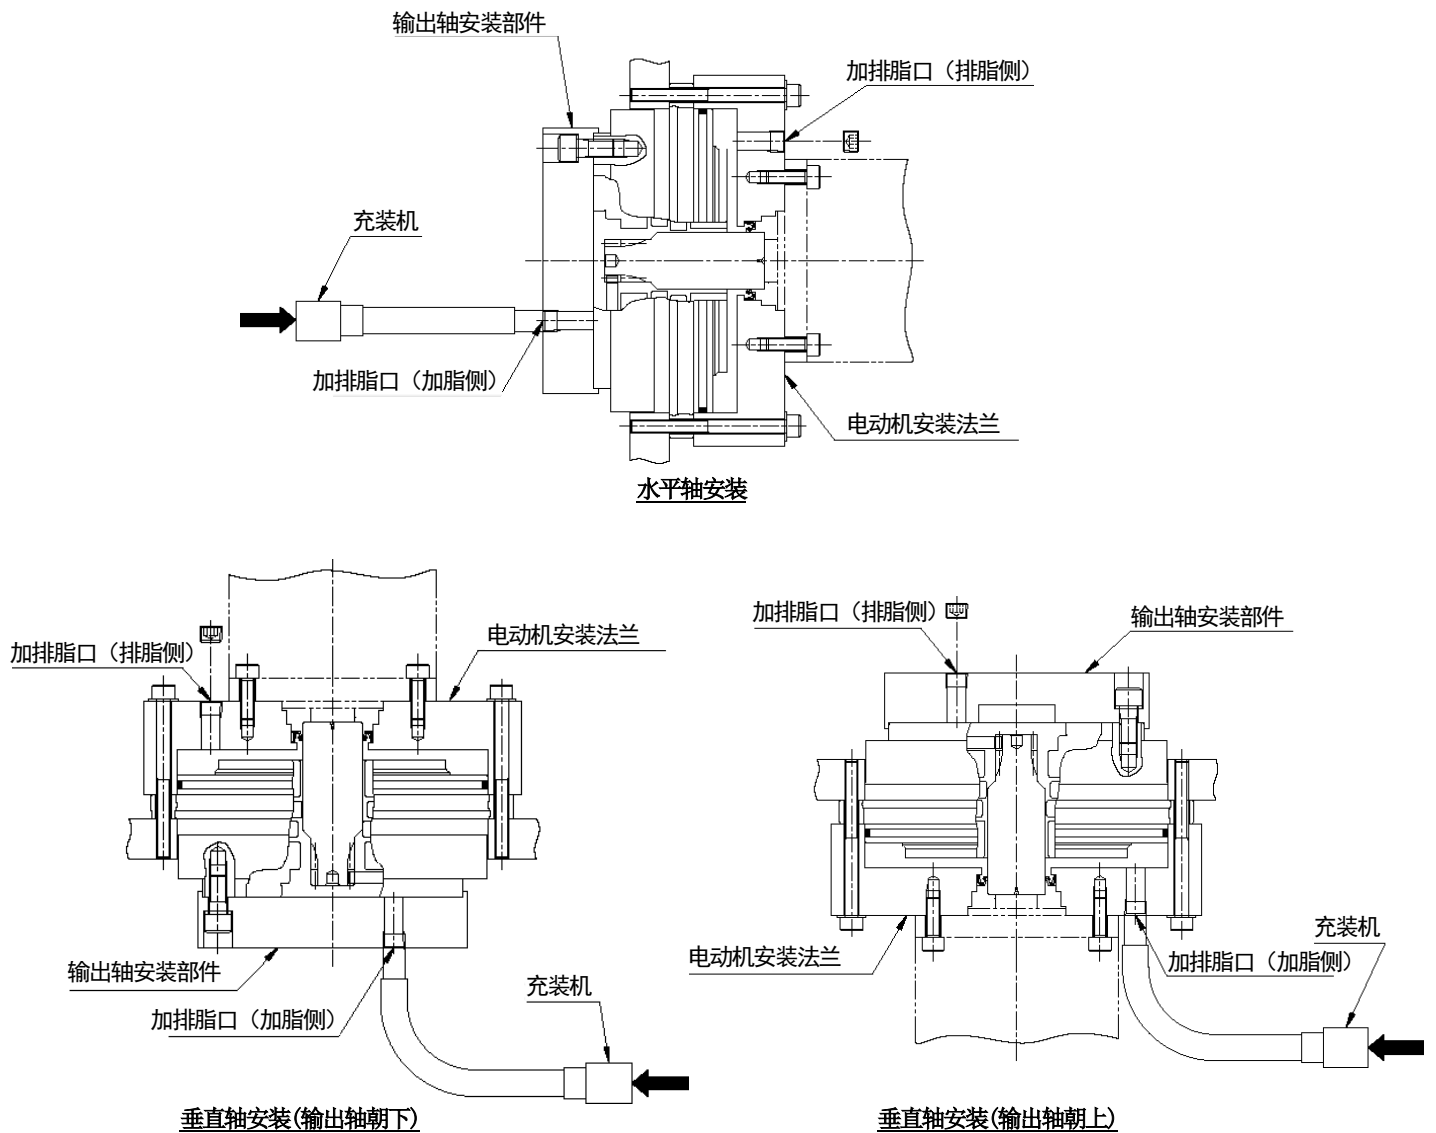 输出轴安装部件
加排脂口（排脂侧）
充装机
加排脂口（加脂侧）
电动机安装法兰
水平轴安装
加排脂口（排脂侧）
电动机安装法兰
输出轴安装部件
加排脂口（加脂侧）
充装机
垂直轴安装(输出轴朝下)
加排脂口（排脂侧）
输出轴安装部件
电动机安装法兰
充装机
加排脂口（加脂侧）
垂直轴安装(输出轴朝上)